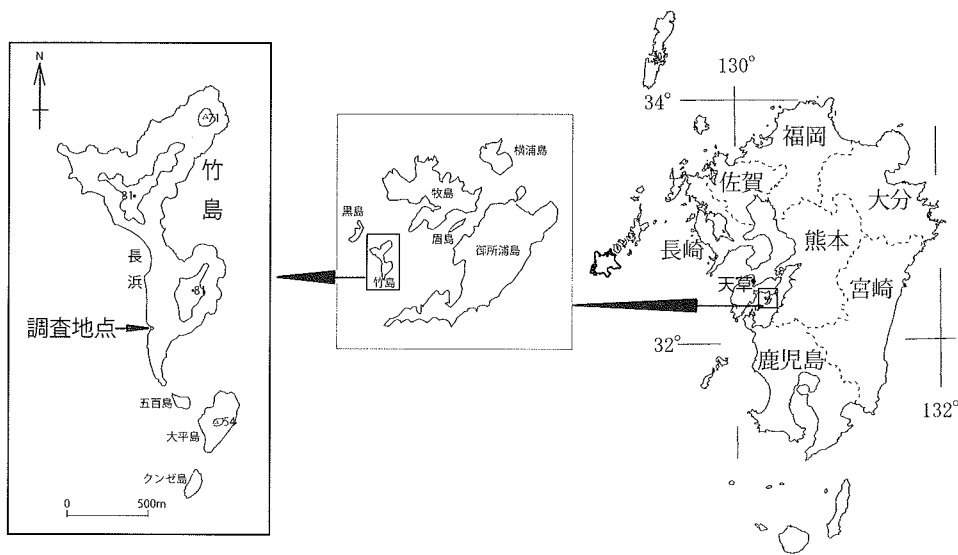 N
71
竹島
81
長浜
81
調査地点
五百島
大平島
54
クンゼ島
0 500m
横浦島
牧島
黒島
眉島
御所浦島
竹島
130°
34°
福岡
佐賀
大分
長崎
熊本
天草
宮崎
32°
鹿児島
132°